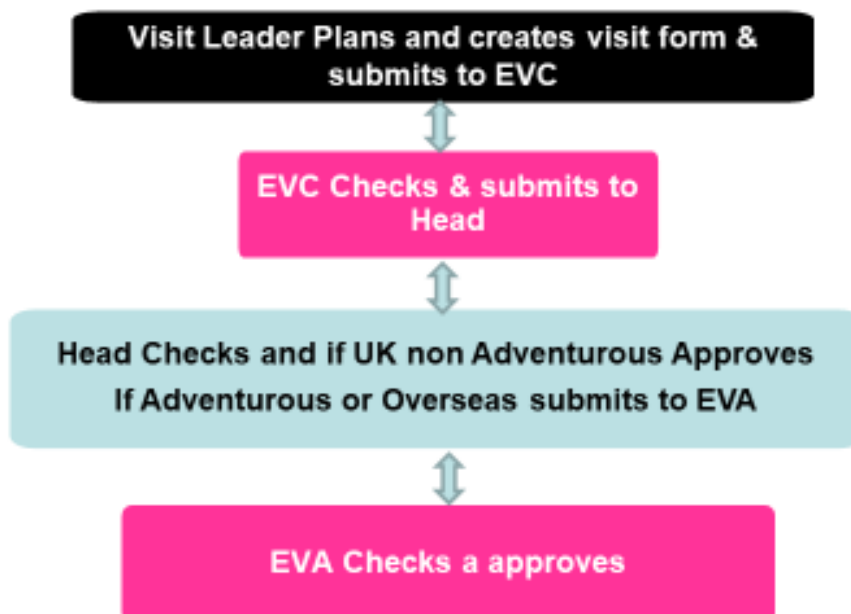 Visit Leader Plans and creates visit form &
submits to EVC
EVC Checks & submits to
Head
Head Checks and if UK non Adventurous Approves
If Adventurous or Overseas submits to EVA
EVA Checks a approves